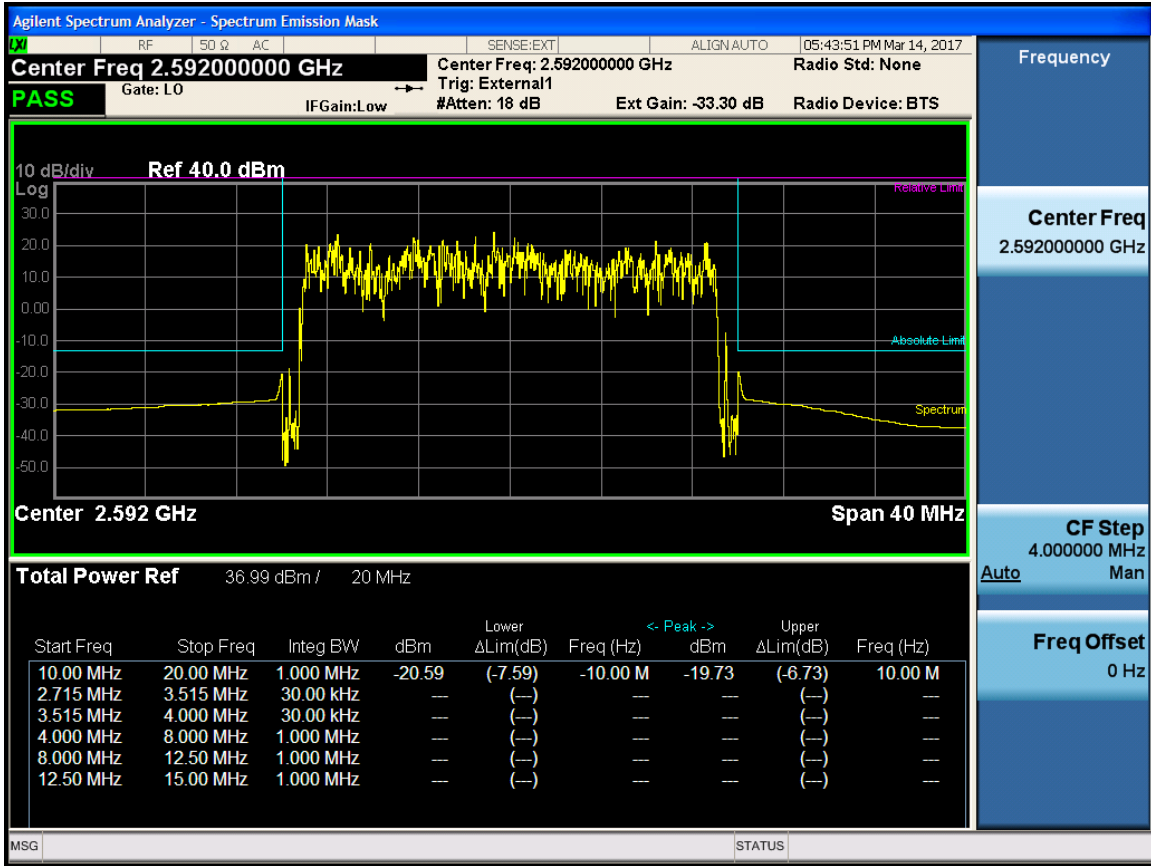 Agilent Spectrum Analyzer - Spectrum Emission Mask
LXI RF 50 Ω AC SENSE:EXT ALIGN AUTO 05:43:51 PM Mar 14, 2017
Center Freq 2.592000000 GHz Center Freq: 2.592000000 GHz Radio Std: None
PASS Gate: LO Trig: External1
IFGain:Low #Atten: 18 dB Ext Gain: -33.30 dB Radio Device: BTS
10 dB/div Ref 40.0 dBm
Log
Relative Limit
30.0
20.0
10.0
0.00
-10.0
Absolute Limit
-20.0
-30.0
Spectrum
-40.0
-50.0
Center 2.592 GHz Span 40 MHz
Total Power Ref 36.99 dBm / 20 MHz
Lower <- Peak -> Upper
Start Freq Stop Freq Integ BW dBm ΔLim(dB) Freq (Hz) dBm ΔLim(dB) Freq (Hz)
10.00 MHz 20.00 MHz 1.000 MHz -20.59 (-7.59) -10.00 M -19.73 (-6.73) 10.00 M
2.715 MHz 3.515 MHz 30.00 kHz --- (---) --- --- (---) ---
3.515 MHz 4.000 MHz 30.00 kHz --- (---) --- --- (---) ---
4.000 MHz 8.000 MHz 1.000 MHz --- (---) --- --- (---) ---
8.000 MHz 12.50 MHz 1.000 MHz --- (---) --- --- (---) ---
12.50 MHz 15.00 MHz 1.000 MHz --- (---) --- --- (---) ---
MSG STATUS
Frequency
Center Freq
2.592000000 GHz
CF Step
4.000000 MHz
Auto Man
Freq Offset
0 Hz